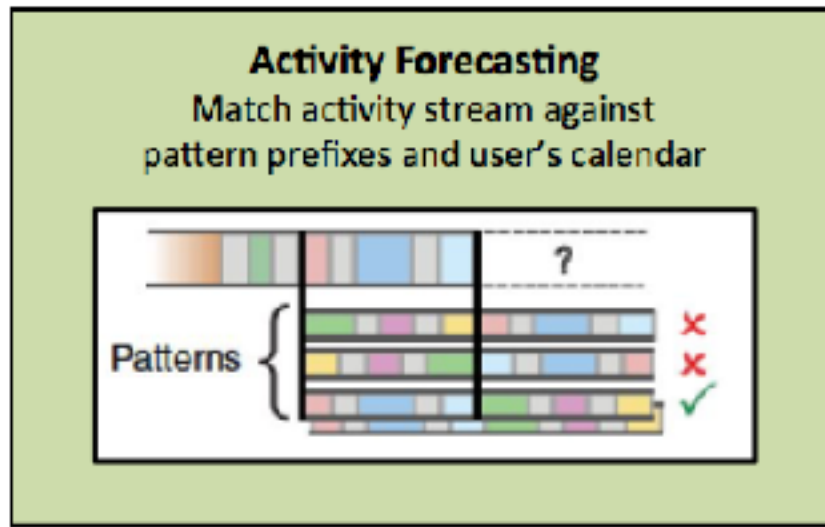 Activity Forecasting
Match activity stream against
pattern prefixes and user's calendar
?
Patterns